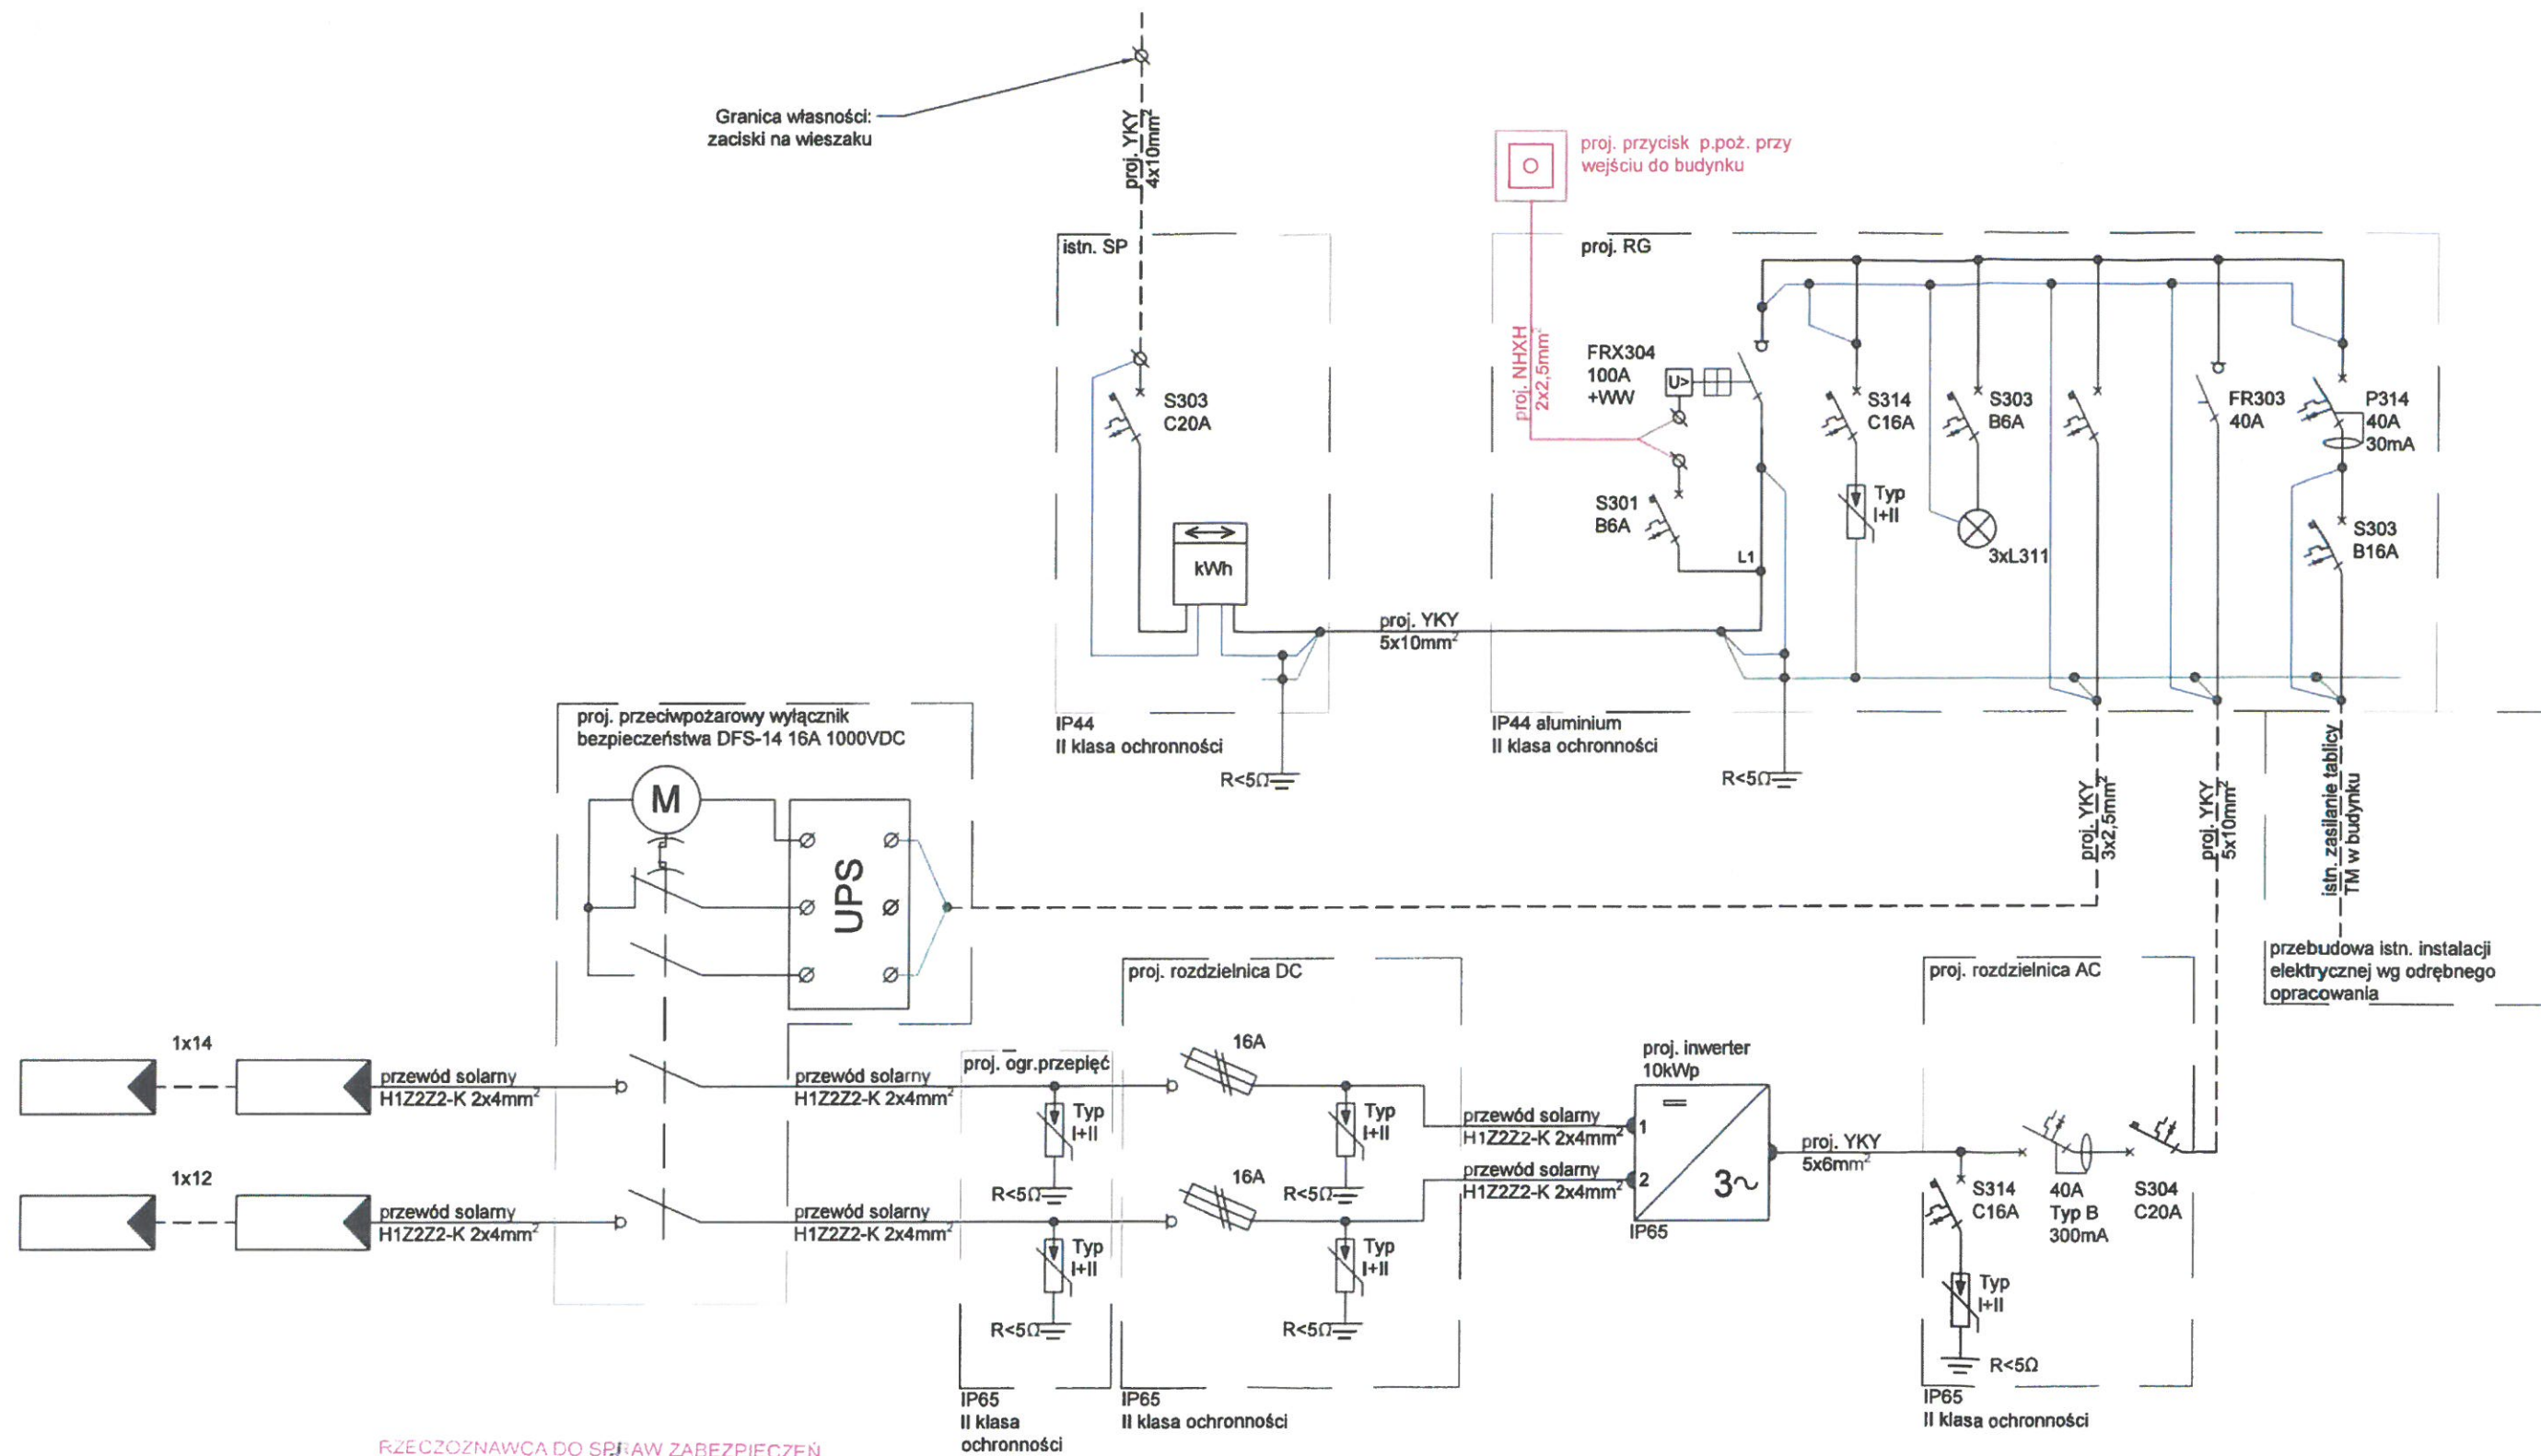 Granica własności:
zaciski na wieszaku
proj. YKY
4x10mm²
proj. przycisk p.poż. przy
wejściu do budynku
istn. SP
S303
C20A
kWh
IP44
II klasa ochronności
R<5Ω
proj. YKY
5x10mm²
proj. RG
proj. NHXH
2x2,5mm²
FRX304
100A
+WW
U>
S301
B6A
L1
S314
C16A
Typ
I+II
S303
B6A
3xL311
FR303
40A
P314
40A
30mA
S303
B16A
IP44 aluminium
II klasa ochronności
R<5Ω
proj. YKY
3x2,5mm²
proj. YKY
5x10mm²
istn. zasilanie tablicy
TM w budynku
przebudowa istn. instalacji
elektrycznej wg odrębnego
opracowania
proj. przeciwpożarowy wyłącznik
bezpieczeństwa DFS-14 16A 1000VDC
M
UPS
1x14
przewód solarny
H1Z2Z2-K 2x4mm²
przewód solarny
H1Z2Z2-K 2x4mm²
1x12
przewód solarny
H1Z2Z2-K 2x4mm²
przewód solarny
H1Z2Z2-K 2x4mm²
proj. ogr.przepięć
Typ
I+II
R<5Ω
Typ
I+II
R<5Ω
IP65
II klasa
ochronności
proj. rozdzielnica DC
16A
Typ
I+II
R<5Ω
16A
Typ
I+II
R<5Ω
IP65
II klasa ochronności
przewód solarny
H1Z2Z2-K 2x4mm²
przewód solarny
H1Z2Z2-K 2x4mm²
proj. inwerter
10kWp
1
2
3~
IP65
proj. YKY
5x6mm²
proj. rozdzielnica AC
S314
C16A
40A
Typ B
300mA
S304
C20A
Typ
I+II
R<5Ω
IP65
II klasa ochronności
RZECZOZNAWCA DO SPRAW ZABEZPIECZEŃ